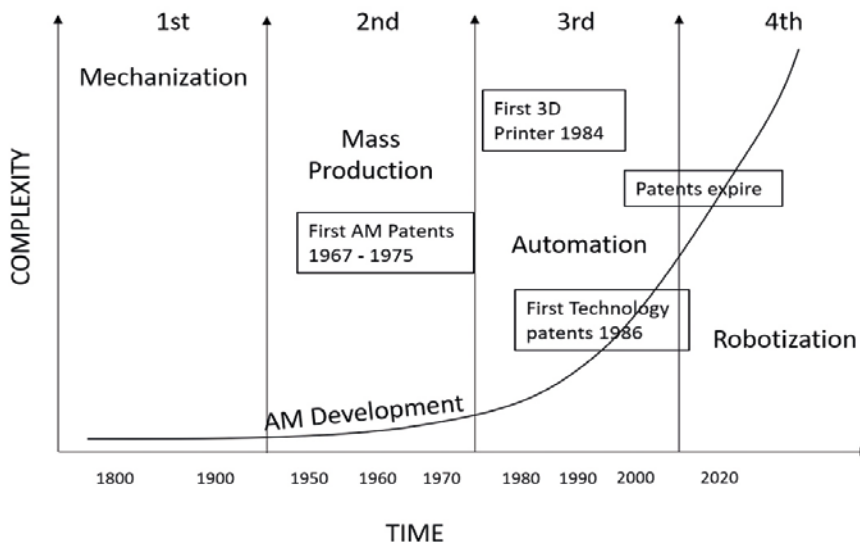 1st
2nd
3rd
4th
Mechanization
Mass
Production
First 3D
Printer 1984
Patents expire
First AM Patents
1967 - 1975
Automation
First Technology
patents 1986
Robotization
AM Development
COMPLEXITY
1800
1900
1950
1960
1970
1980
1990
2000
2020
TIME